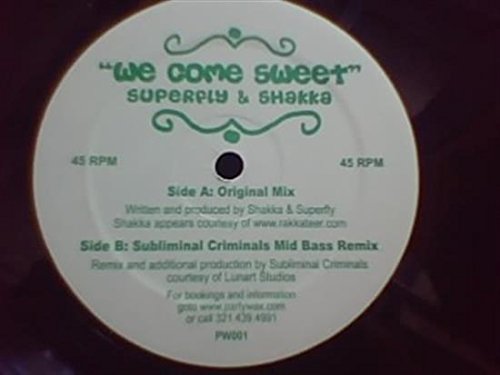 "We Come Sweet"
Superfly & Shakka
45 RPM 45 RPM
Side A: Original Mix
Written and produced by Shakka & Superfly
Shakka appears courtesy of www.rakkateer.com
Side B: Subliminal Criminals Mid Bass Remix
Remix and additional production by Subliminal Criminals
courtesy of Lunart Studios
For bookings and information
goto www.partywax.com
or call 321.439.4991
PW001